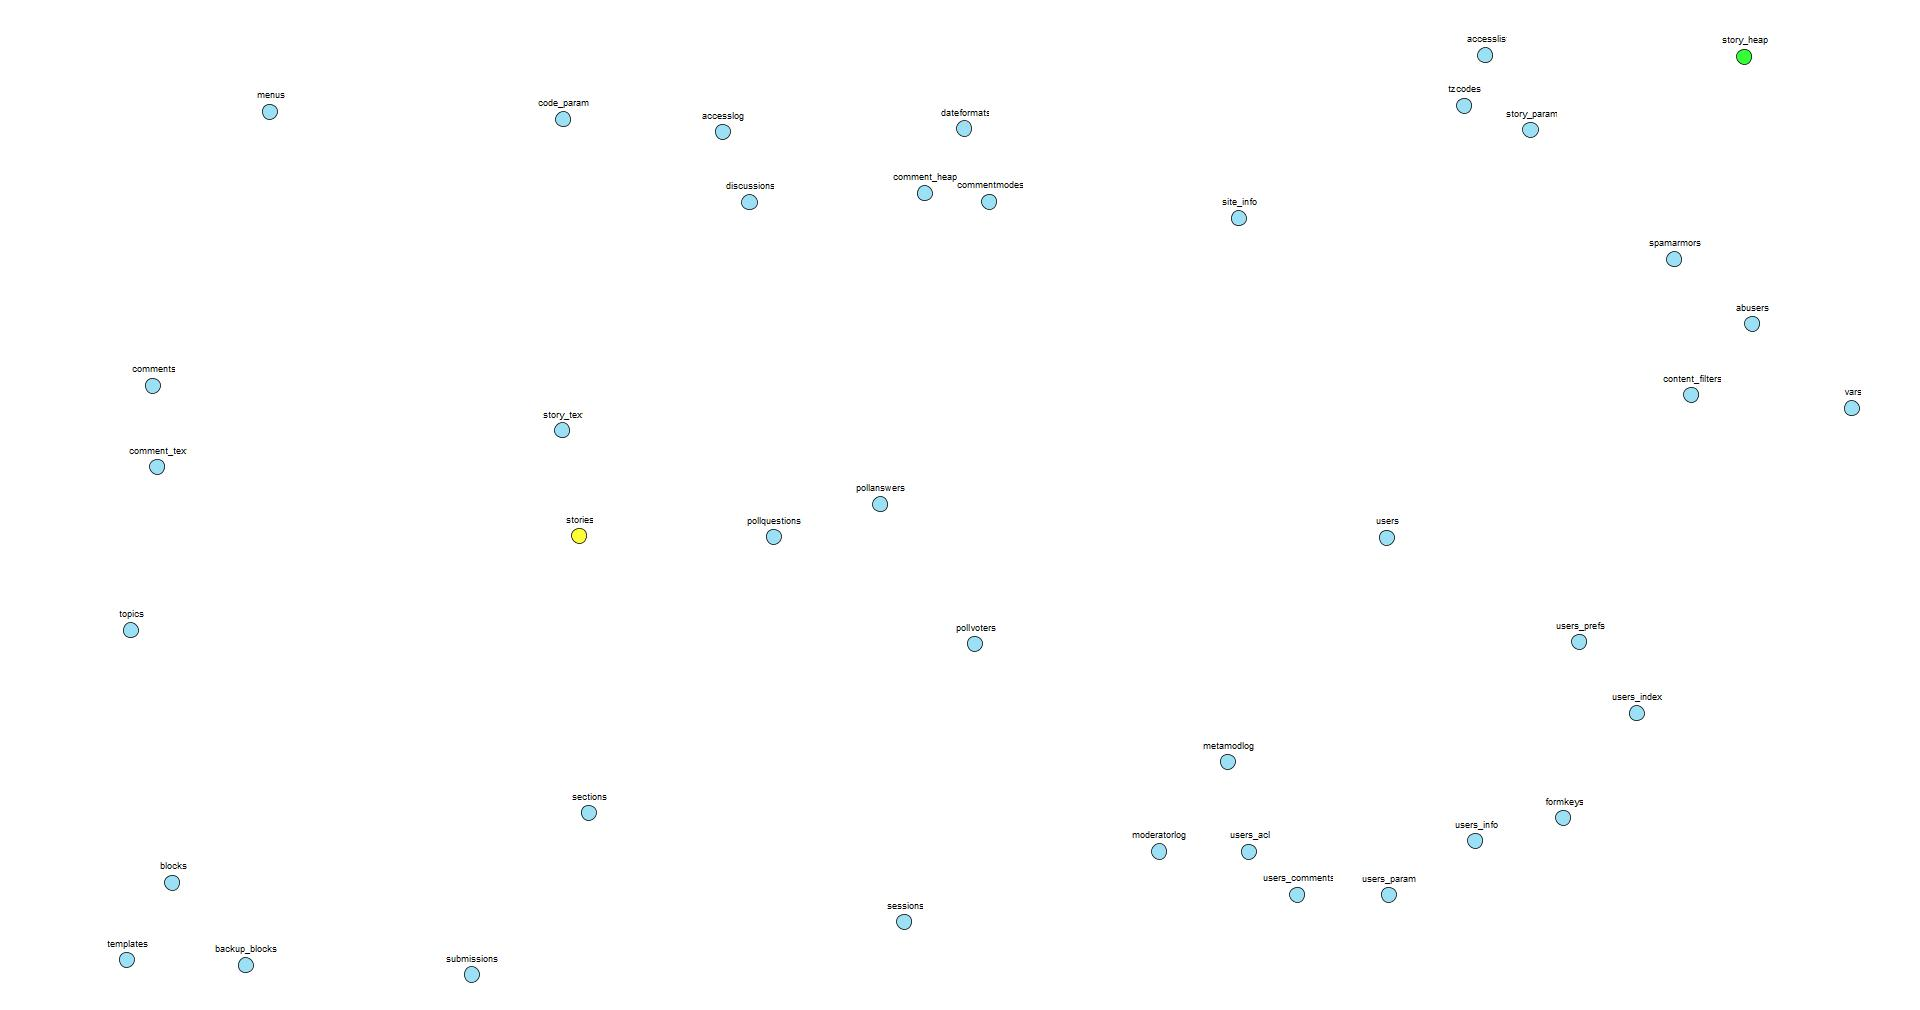 accesslis
story_heap
menus
code_param
accesslog
dateformats
tzcodes
story_param
discussions
comment_heap
commentmodes
site_info
spamarmors
abusers
comments
content_filters
vars
story_tex
comment_tex
pollanswers
stories
pollquestions
users
topics
pollvoters
users_prefs
users_index
metamodlog
sections
formkeys
users_info
moderatorlog
users_acl
blocks
users_comments
users_param
sessions
templates
backup_blocks
submissions